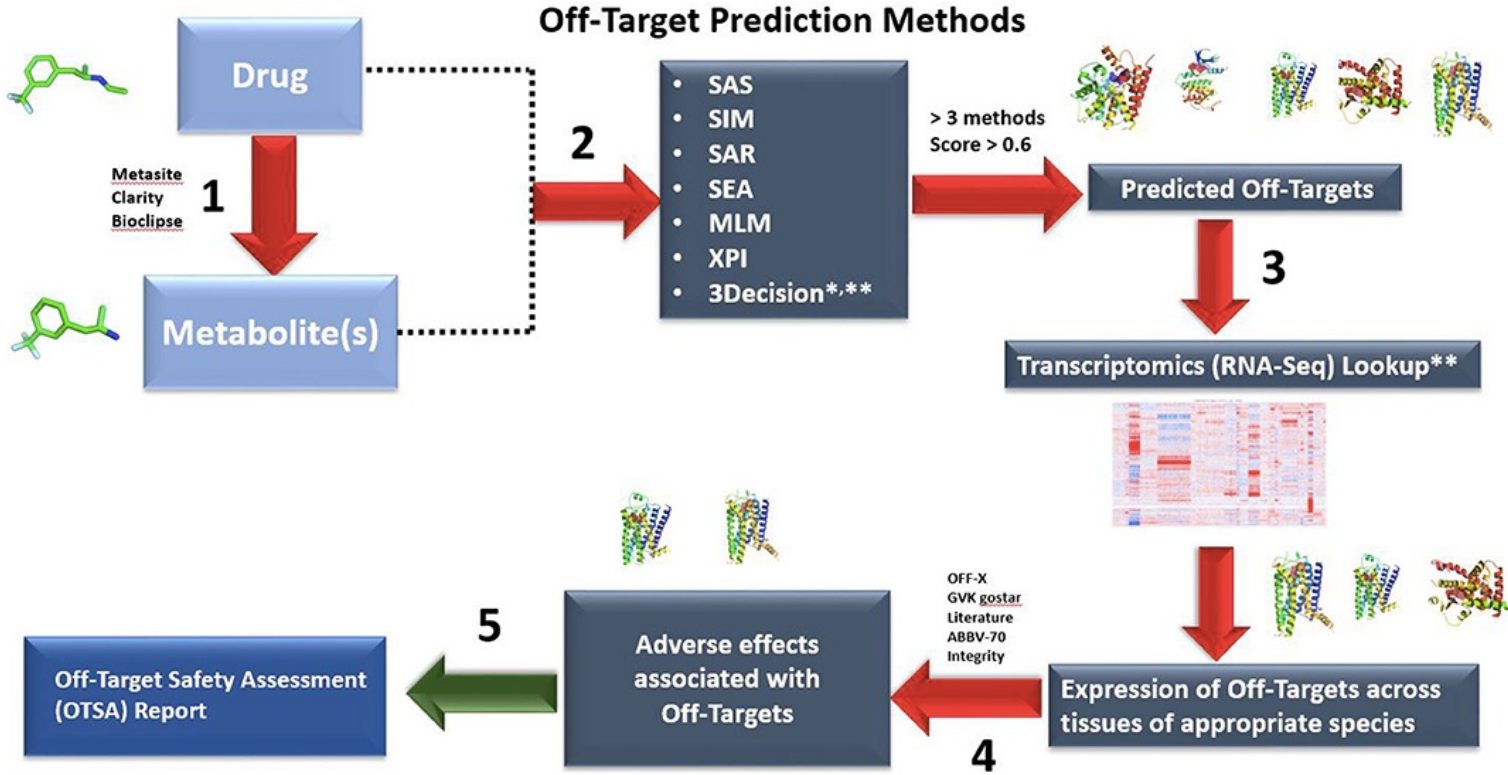 Off-Target Prediction Methods
Drug
Metasite
Clarity
Bioclipse
1
Metabolite(s)
2
• SAS
• SIM
• SAR
• SEA
• MLM
• XPI
• 3Decision*,**
> 3 methods
Score > 0.6
Predicted Off-Targets
3
Transcriptomics (RNA-Seq) Lookup**
Expression of Off-Targets across
tissues of appropriate species
OFF-X
GVK gostar
Literature
ABBV-70
Integrity
4
Adverse effects
associated with
Off-Targets
5
Off-Target Safety Assessment
(OTSA) Report